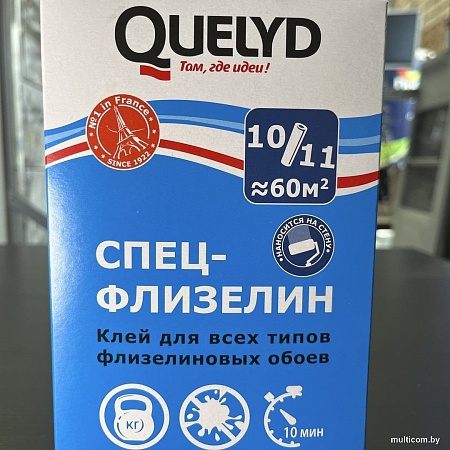 QUELYD
Там, где идеи!
№1 in France
SINCE 1922
10/11
≈60м²
НАНОСИТСЯ НА СТЕНУ
СПЕЦ-
ФЛИЗЕЛИН
Клей для всех типов
флизелиновых обоев
КГ
10 мин
multicom.by